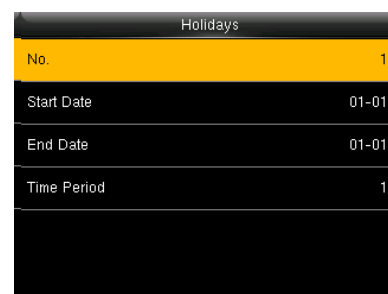 Holidays
No. 1
Start Date 01-01
End Date 01-01
Time Period 1